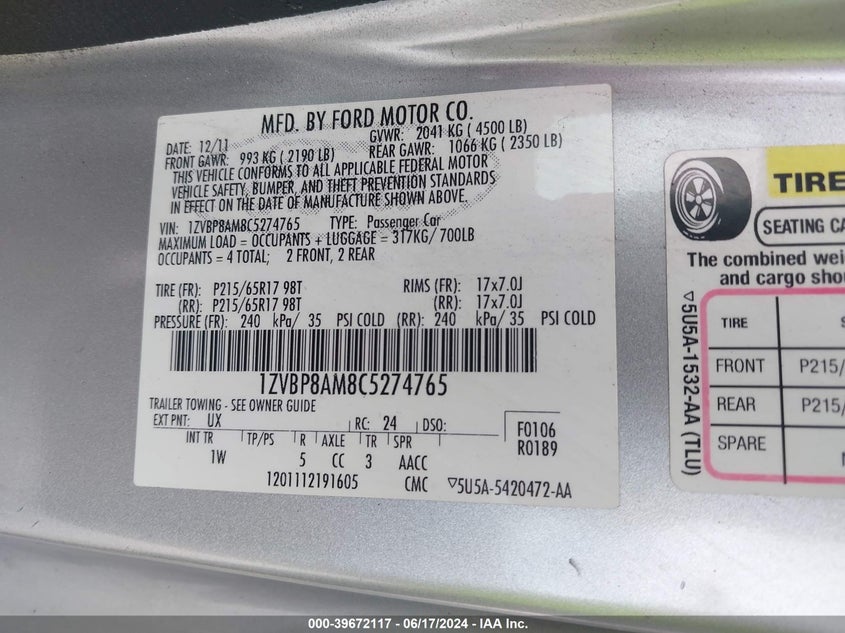 MFD. BY FORD MOTOR CO.
DATE: 12/11 GVWR: 2041 KG (4500 LB)
FRONT GAWR: 993 KG (2190 LB) REAR GAWR: 1066 KG (2350 LB)
THIS VEHICLE CONFORMS TO ALL APPLICABLE FEDERAL MOTOR
VEHICLE SAFETY, BUMPER, AND THEFT PREVENTION STANDARDS
IN EFFECT ON THE DATE OF MANUFACTURE SHOWN ABOVE.
VIN: 1ZVBP8AM8C5274765 TYPE: Passenger Car
MAXIMUM LOAD = OCCUPANTS + LUGGAGE = 317KG/ 700LB
OCCUPANTS = 4 TOTAL; 2 FRONT, 2 REAR
TIRE (FR): P215/65R17 98T RIMS (FR): 17x7.0J
(RR): P215/65R17 98T (RR): 17x7.0J
PRESSURE (FR): 240 kPa/ 35 PSI COLD (RR): 240 kPa/ 35 PSI COLD
1ZVBP8AM8C5274765
TRAILER TOWING - SEE OWNER GUIDE
EXT PNT: UX RC: 24 DSO: F0106
INT TR TP/PS R AXLE TR SPR R0189
1W 5 CC 3 AACC
1201112191605 CMC ▽5U5A-5420472-AA
TIRE
SEATING CA
The combined wei
and cargo shou
▽5U5A-1532-AA (TLU)
TIRE S
FRONT P215/
REAR P215/
SPARE
000-39672117 - 06/17/2024 - IAA Inc.